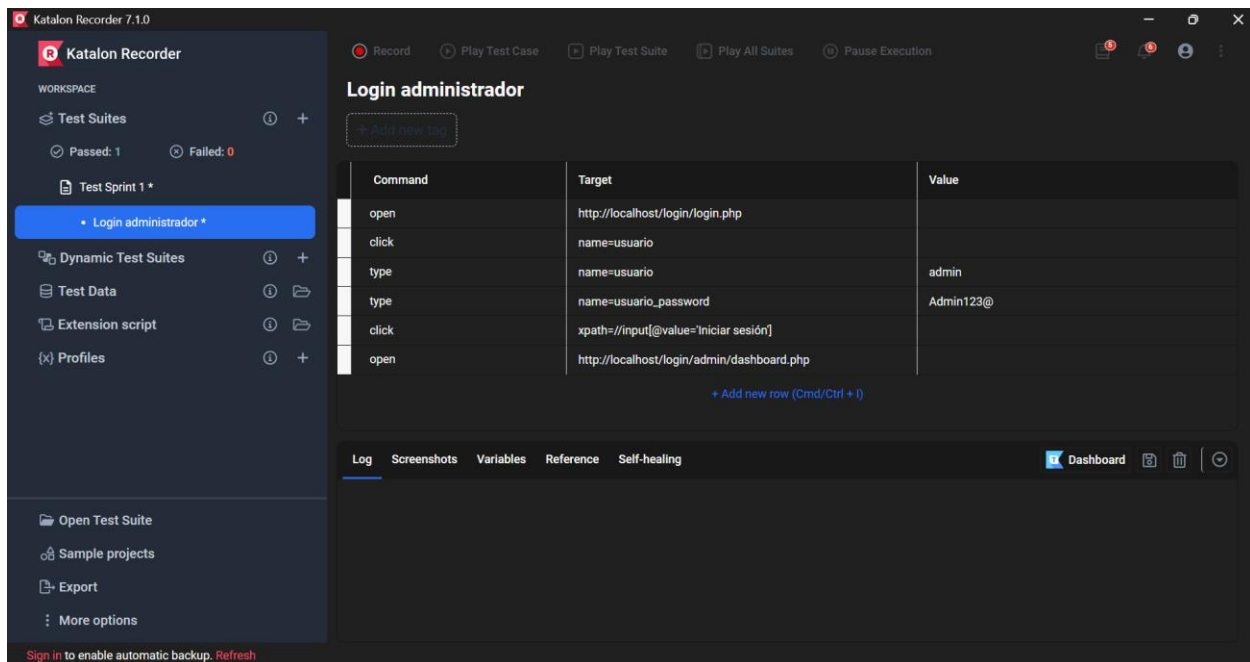 Katalon Recorder 7.1.0
Katalon Recorder
Record Play Test Case Play Test Suite Play All Suites Pause Execution 6 6
WORKSPACE
Login administrador
Test Suites
+ Add new tag
Passed: 1 Failed: 0
Test Sprint 1 *
Login administrador *
Dynamic Test Suites
Test Data
Extension script
{x} Profiles
Command Target Value
open http://localhost/login/login.php
click name=usuario
type name=usuario admin
type name=usuario_password Admin123@
click xpath=//input[@value='Iniciar sesión']
open http://localhost/login/admin/dashboard.php
+ Add new row (Cmd/Ctrl + I)
Log Screenshots Variables Reference Self-healing Dashboard
Open Test Suite
Sample projects
Export
More options
Sign in to enable automatic backup. Refresh